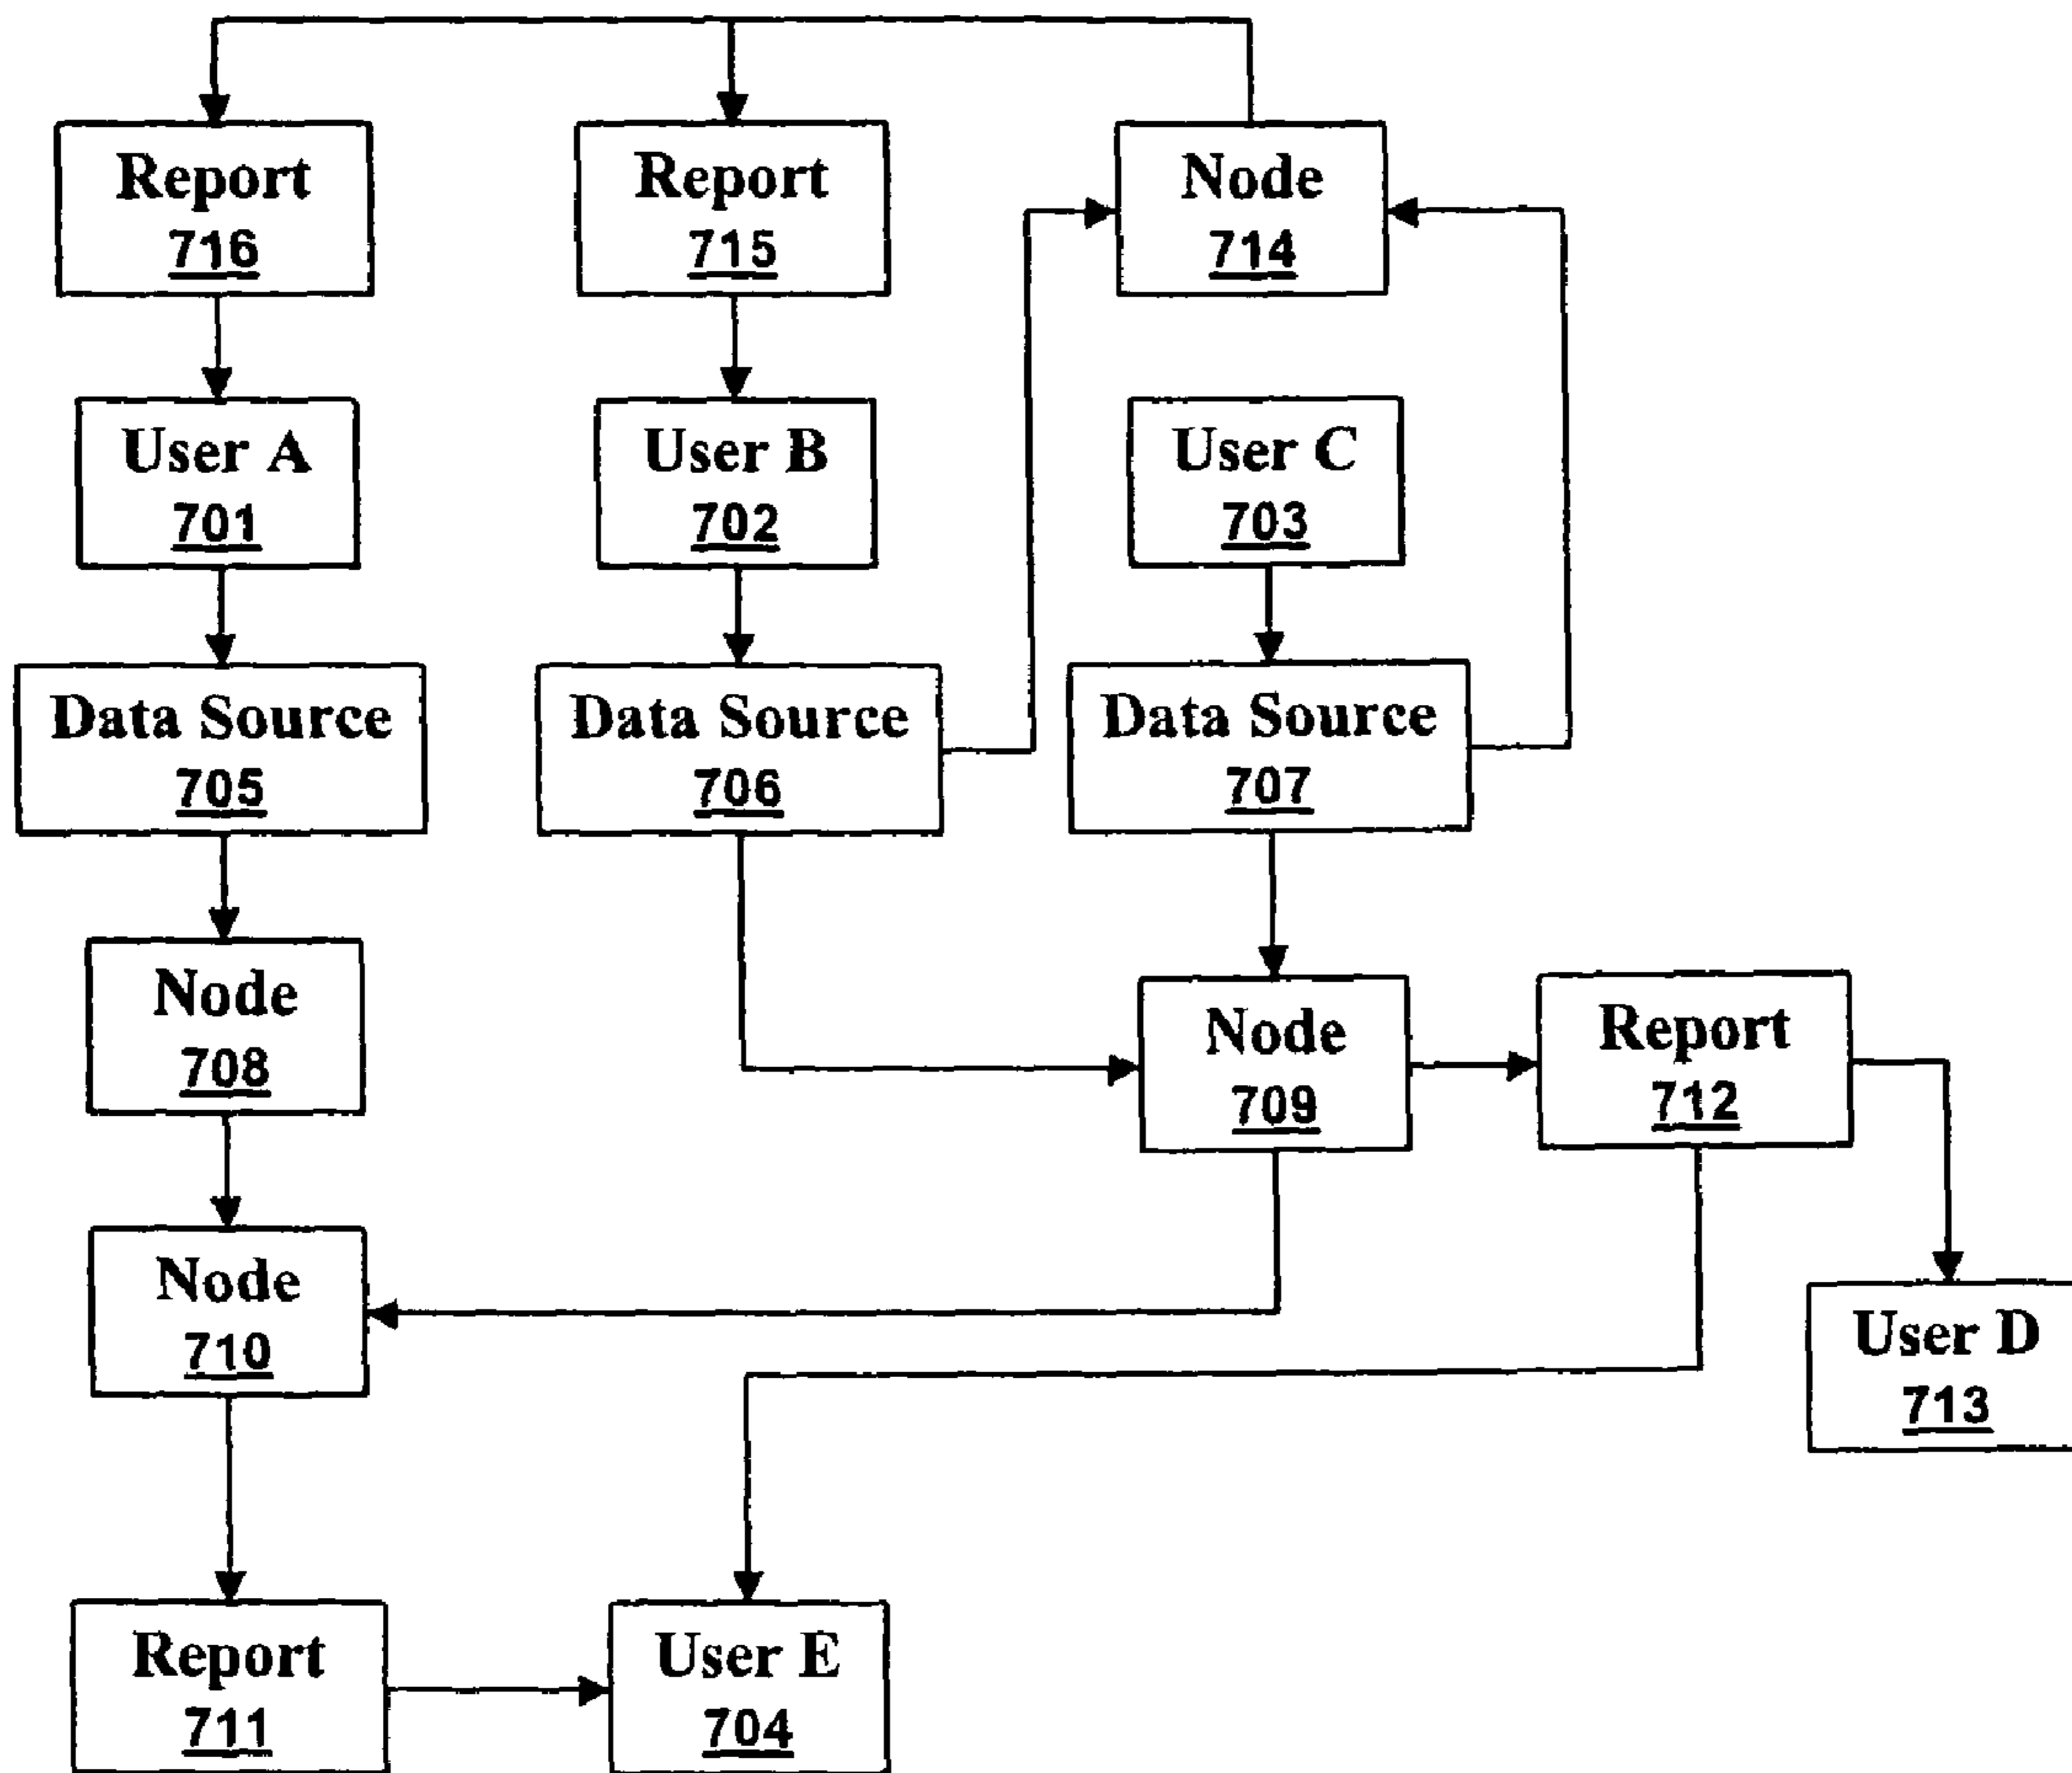 Report
716
Report
715
Node
714
User A
701
User B
702
User C
703
Data Source
705
Data Source
706
Data Source
707
Node
708
Node
709
Report
712
Node
710
User D
713
Report
711
User E
704